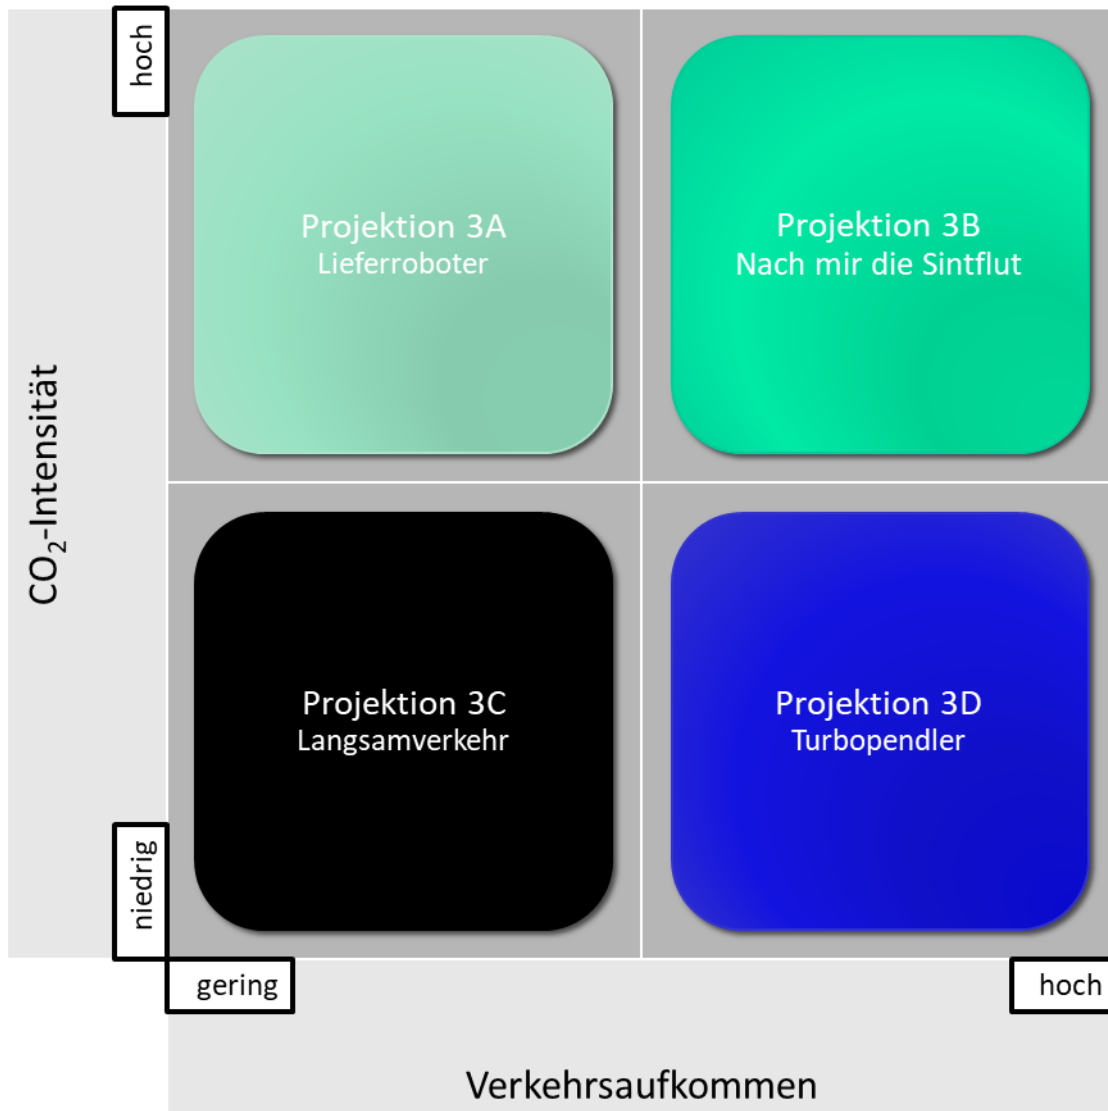 hoch
Projektion 3A
Lieferroboter
Projektion 3B
Nach mir die Sintflut
CO₂-Intensität
Projektion 3C
Langsamverkehr
Projektion 3D
Turbopendler
niedrig
gering
hoch
Verkehrsaufkommen